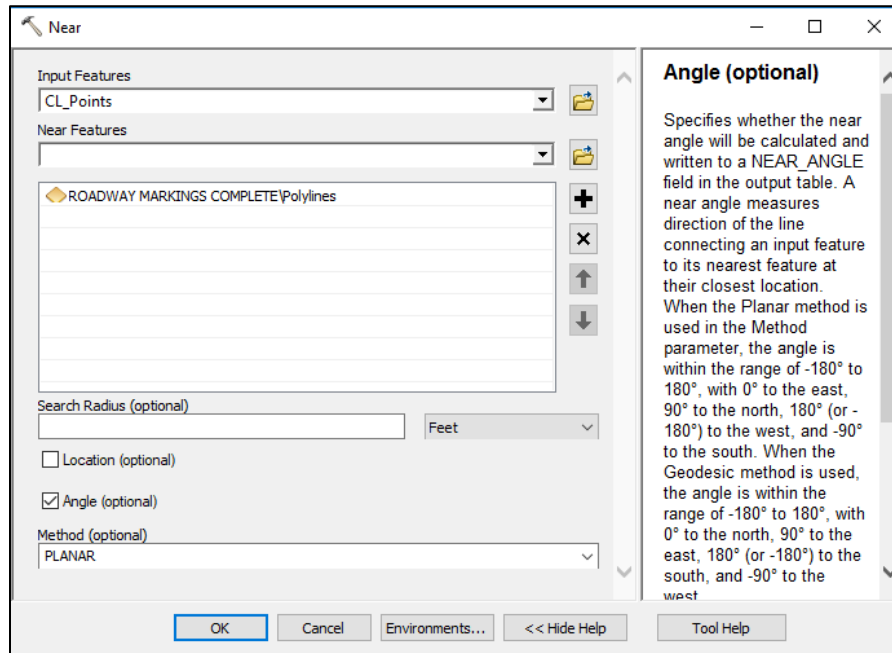 Near
Input Features
CL_Points
Near Features
ROADWAY MARKINGS COMPLETE\Polylines
Search Radius (optional)
Feet
Location (optional)
Angle (optional)
Method (optional)
PLANAR
OK
Cancel
Environments...
<< Hide Help
Tool Help
Angle (optional)
Specifies whether the near
angle will be calculated and
written to a NEAR_ANGLE
field in the output table. A
near angle measures
direction of the line
connecting an input feature
to its nearest feature at
their closest location.
When the Planar method is
used in the Method
parameter, the angle is
within the range of -180° to
180°, with 0° to the east,
90° to the north, 180° (or -
180°) to the west, and -90°
to the south. When the
Geodesic method is used,
the angle is within the
range of -180° to 180°, with
0° to the north, 90° to the
east, 180° (or -180°) to the
south, and -90° to the
west